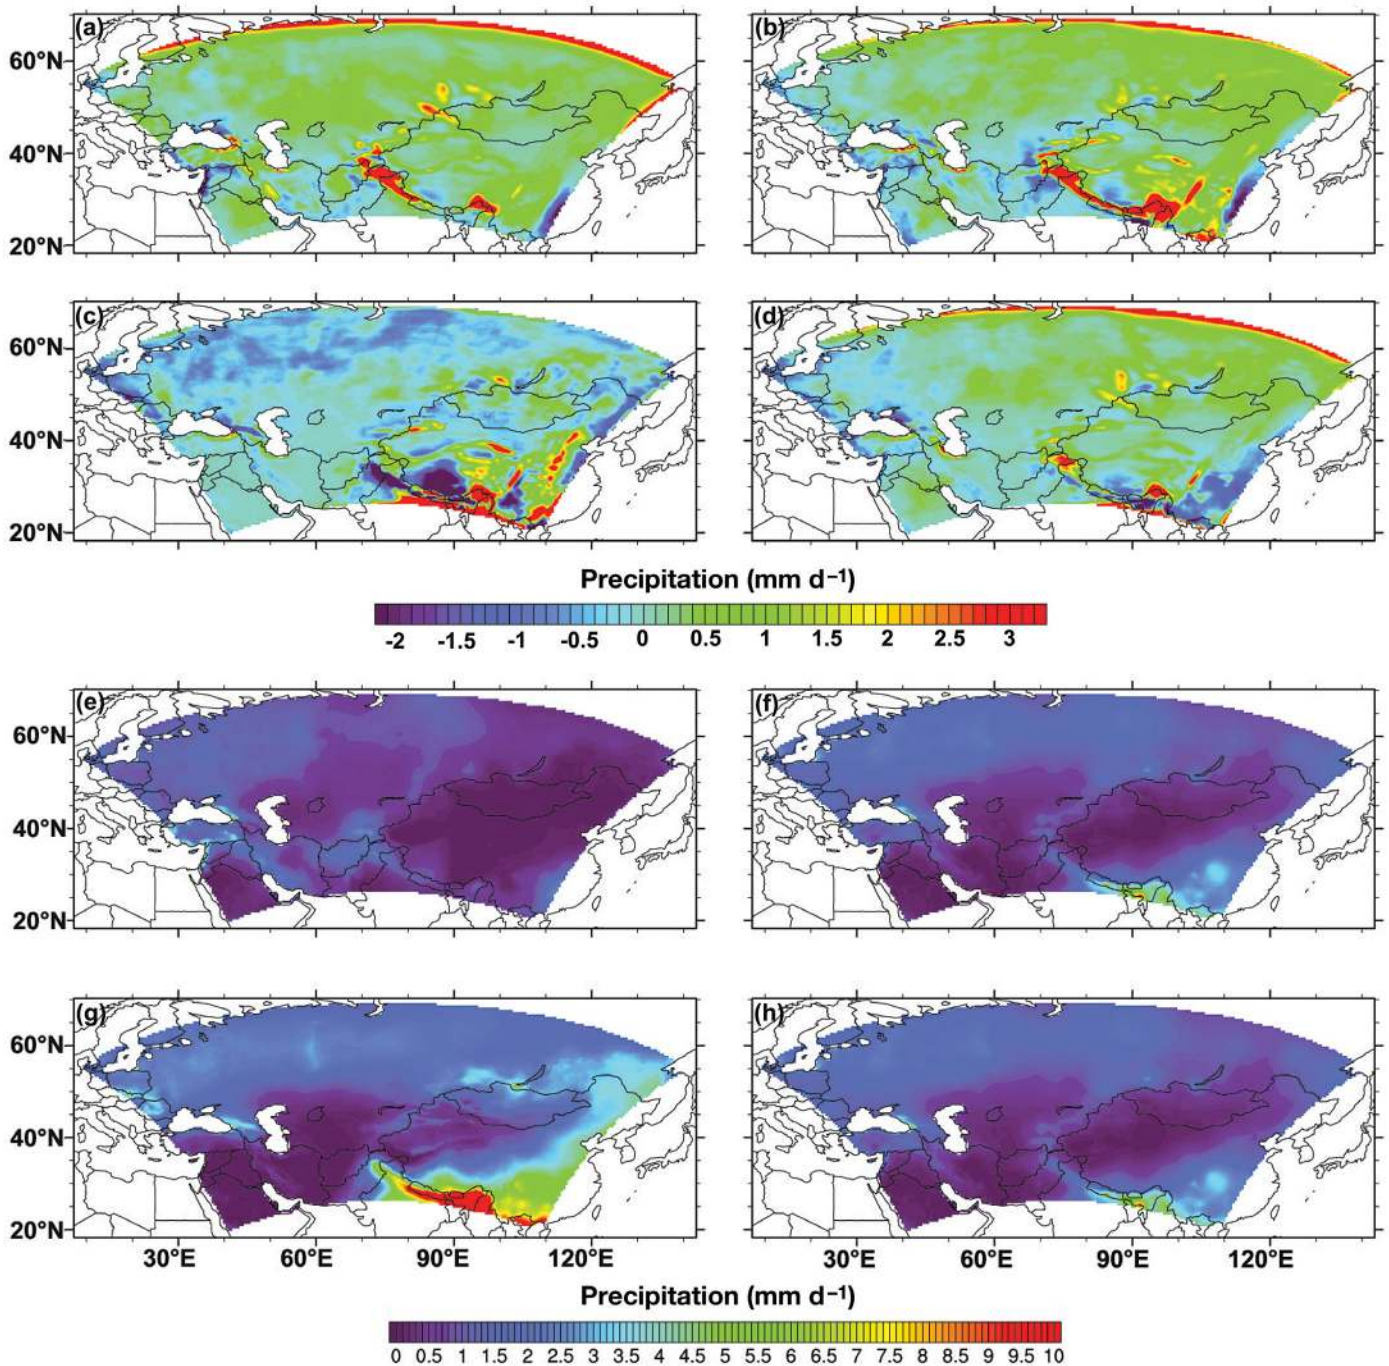 (a) (b)
60°N
40°N
20°N
(c) (d)
60°N
40°N
20°N
Precipitation (mm d⁻¹)
-2 -1.5 -1 -0.5 0 0.5 1 1.5 2 2.5 3
(e) (f)
60°N
40°N
20°N
(g) (h)
60°N
40°N
20°N
30°E 60°E 90°E 120°E 30°E 60°E 90°E 120°E
Precipitation (mm d⁻¹)
0 0.5 1 1.5 2 2.5 3 3.5 4 4.5 5 5.5 6 6.5 7 7.5 8 8.5 9 9.5 10